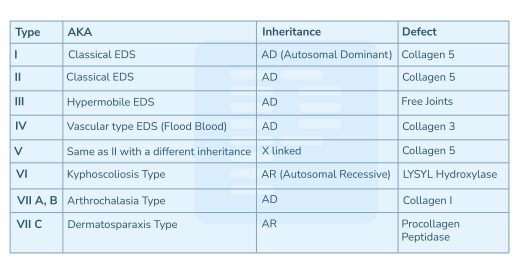 Type AKA Inheritance Defect
I Classical EDS AD (Autosomal Dominant) Collagen 5
II Classical EDS AD Collagen 5
III Hypermobile EDS AD Free Joints
IV Vascular type EDS (Flood Blood) AD Collagen 3
V Same as II with a different inheritance X linked Collagen 5
VI Kyphoscoliosis Type AR (Autosomal Recessive) LYSYL Hydroxylase
VII A, B Arthrochalasia Type AD Collagen I
VII C Dermatosparaxis Type AR Procollagen
Peptidase